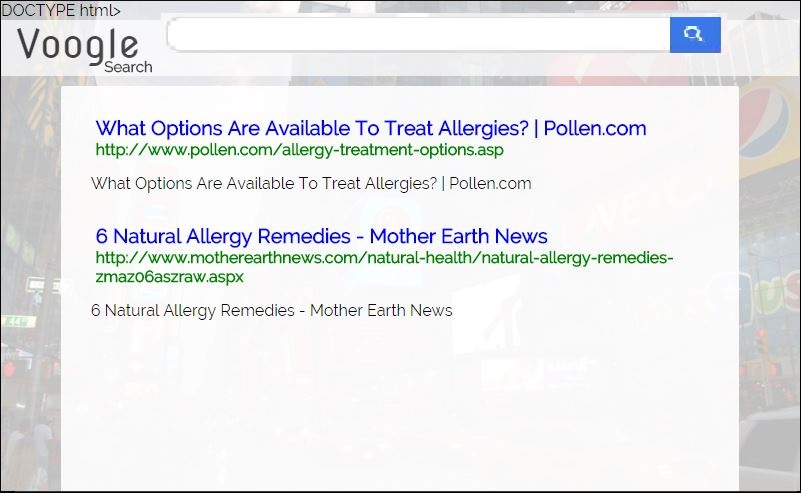 DOCTYPE html>
Voogle
Search
What Options Are Available To Treat Allergies? | Pollen.com
http://www.pollen.com/allergy-treatment-options.asp
What Options Are Available To Treat Allergies? | Pollen.com
6 Natural Allergy Remedies - Mother Earth News
http://www.motherearthnews.com/natural-health/natural-allergy-remedies-
zmaz06aszraw.aspx
6 Natural Allergy Remedies - Mother Earth News